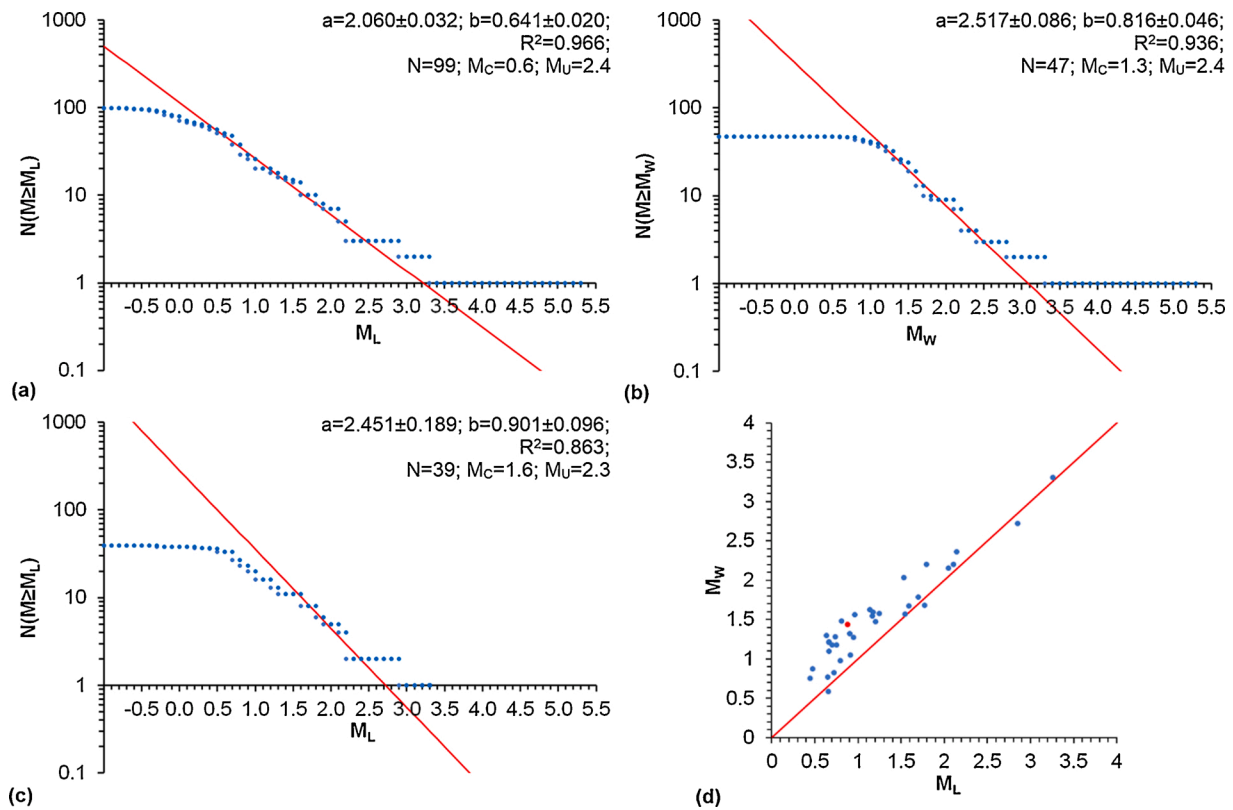 a=2.060±0.032; b=0.641±0.020;
R²=0.966;
N=99; M_C=0.6; M_U=2.4
1000
100
10
1
0.1
N(M≥M_L)
-0.5 0.0 0.5 1.0 1.5 2.0 2.5 3.0 3.5 4.0 4.5 5.0 5.5
M_L
(a)
a=2.517±0.086; b=0.816±0.046;
R²=0.936;
N=47; M_C=1.3; M_U=2.4
1000
100
10
1
0.1
N(M≥M_W)
-0.5 0.0 0.5 1.0 1.5 2.0 2.5 3.0 3.5 4.0 4.5 5.0 5.5
M_W
(b)
a=2.451±0.189; b=0.901±0.096;
R²=0.863;
N=39; M_C=1.6; M_U=2.3
1000
100
10
1
0.1
N(M≥M_L)
-0.5 0.0 0.5 1.0 1.5 2.0 2.5 3.0 3.5 4.0 4.5 5.0 5.5
M_L
(c)
4
3.5
3
2.5
2
1.5
1
0.5
0
M_W
0 0.5 1 1.5 2 2.5 3 3.5 4
M_L
(d)